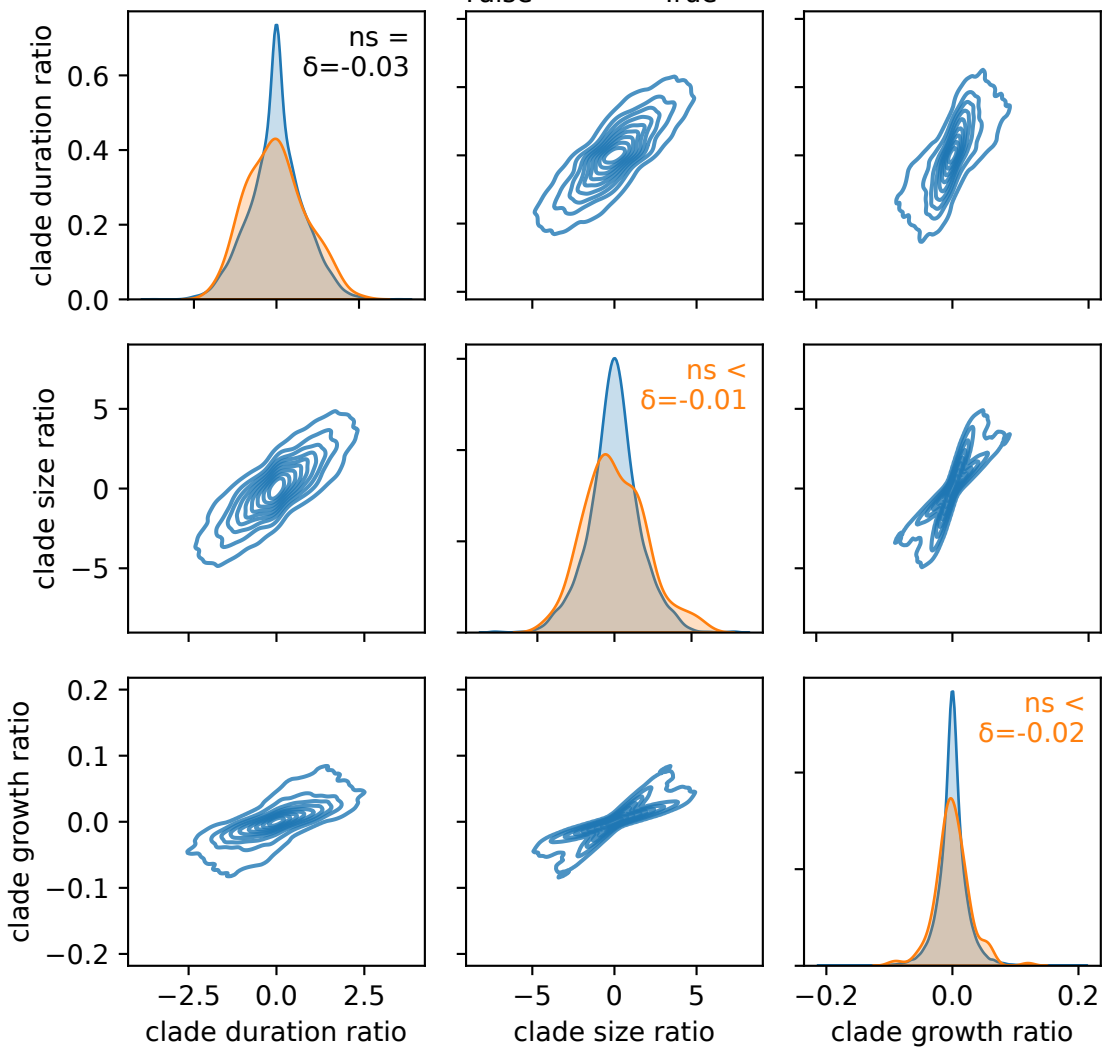 clade duration ratio
0.6
0.4
0.2
0.0
ns =
δ=-0.03
clade size ratio
5
0
−5
ns <
δ=-0.01
clade growth ratio
0.2
0.1
0.0
−0.1
−0.2
ns <
δ=-0.02
−2.5
0.0
2.5
−5
0
5
−0.2
0.0
0.2
clade duration ratio
clade size ratio
clade growth ratio